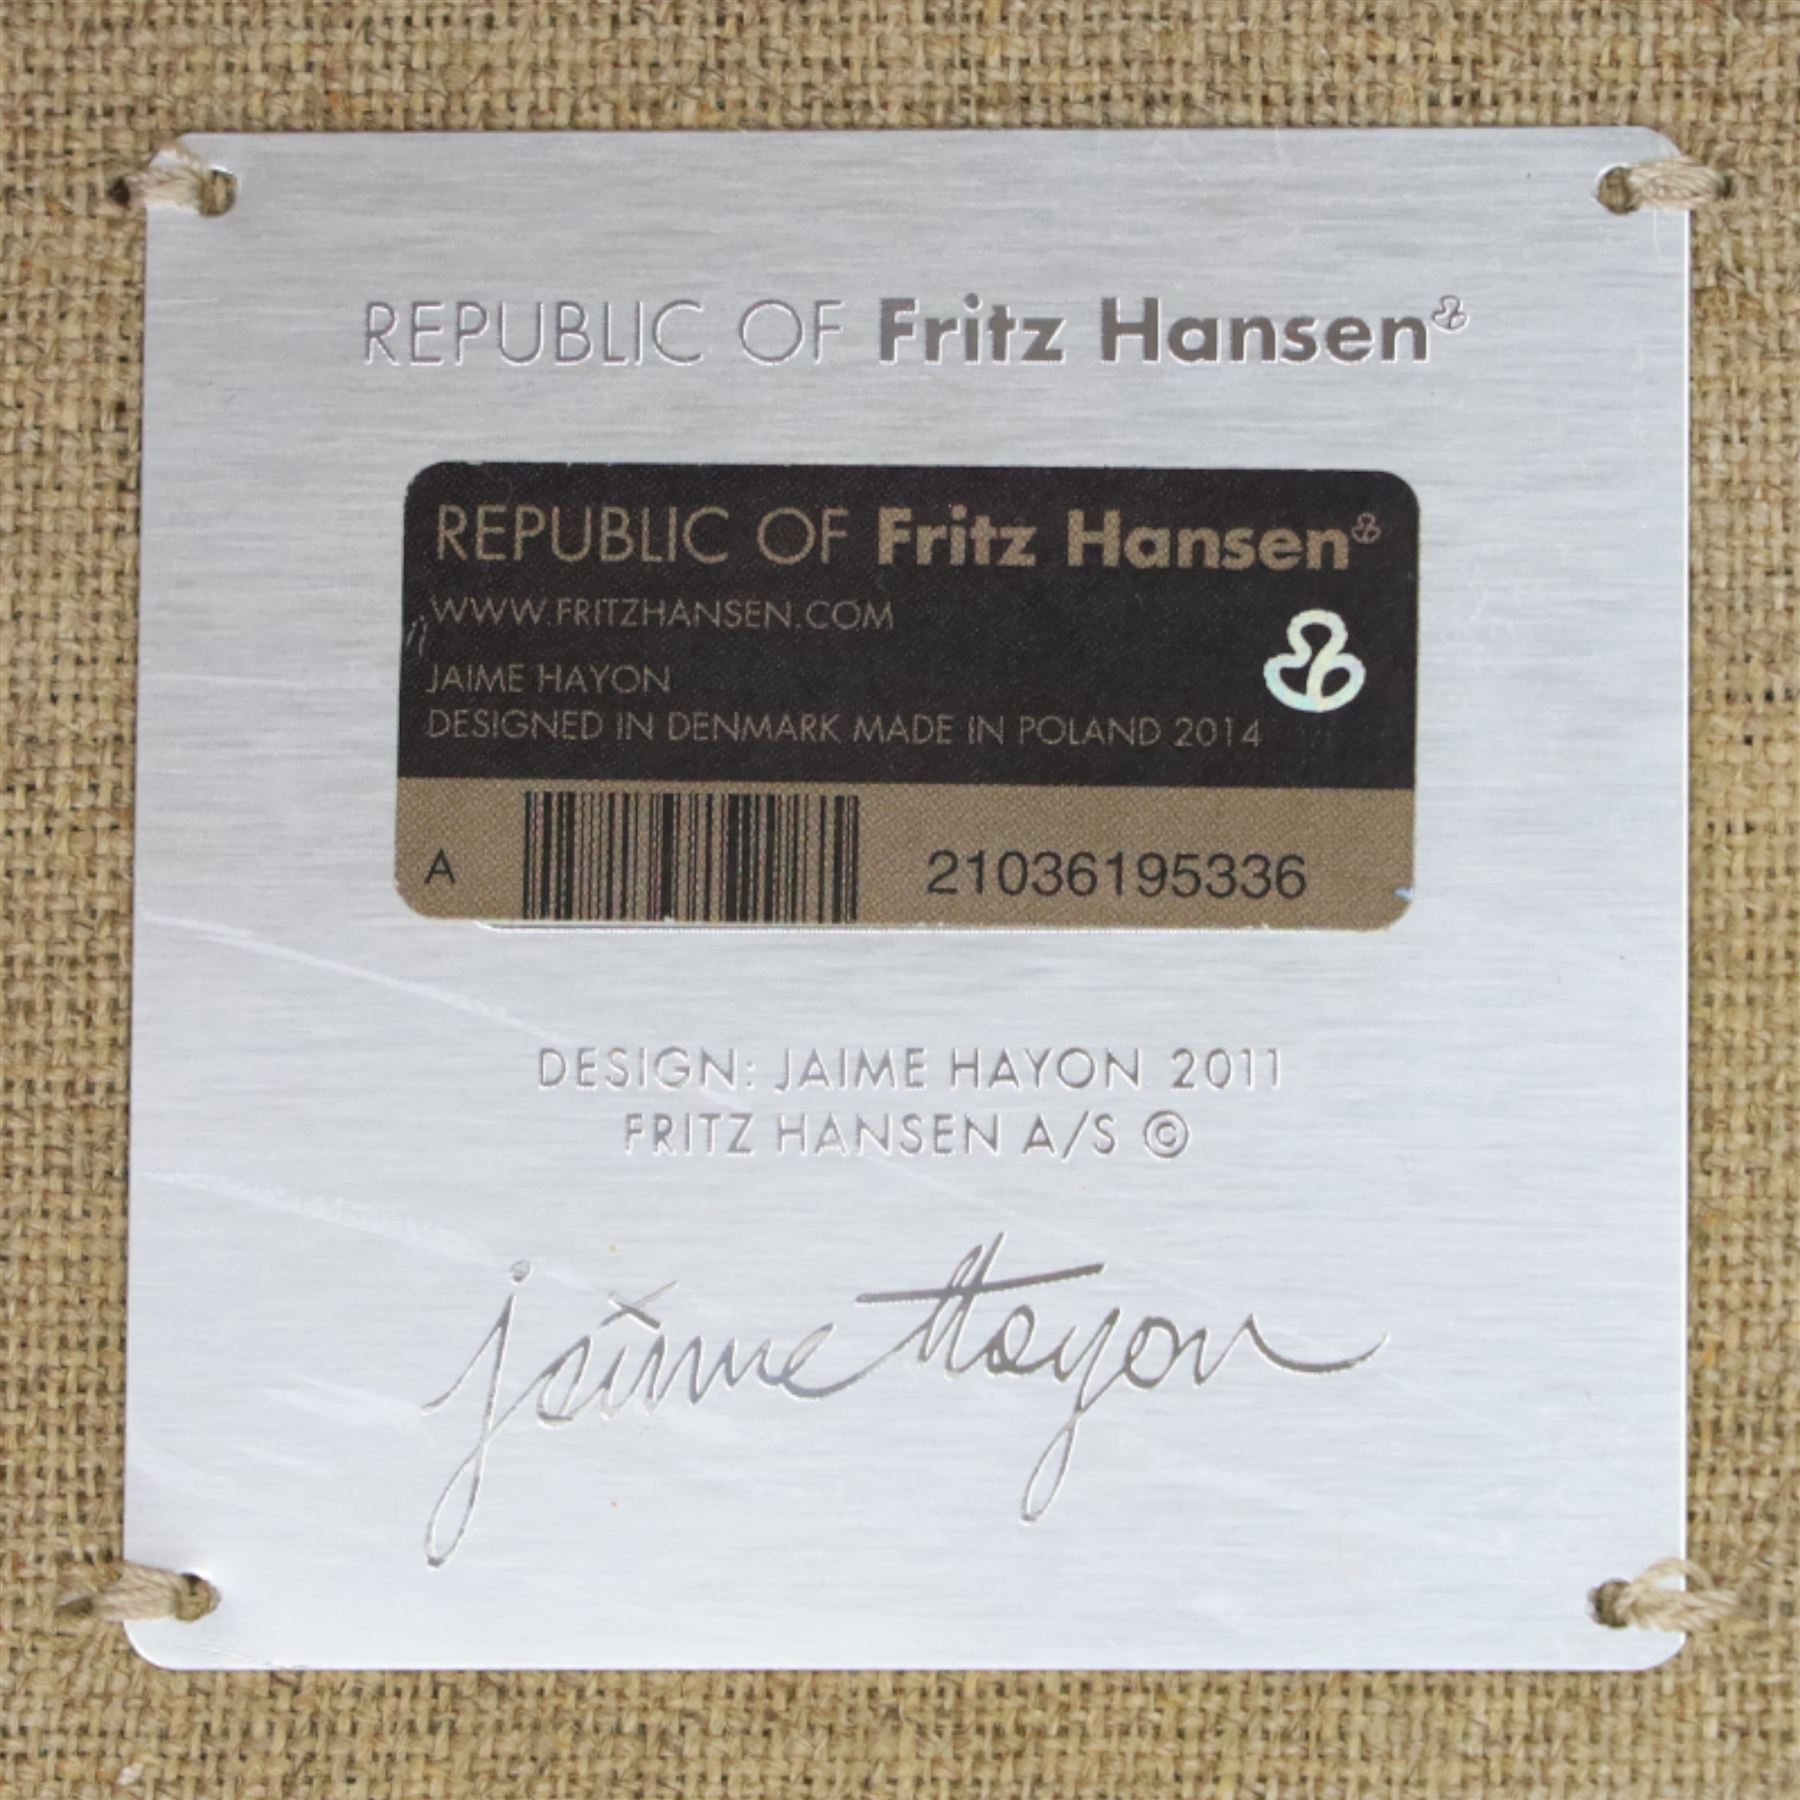 REPUBLIC OF Fritz Hansen
REPUBLIC OF Fritz Hansen
WWW.FRITZHANSEN.COM
JAIME HAYON
DESIGNED IN DENMARK MADE IN POLAND 2014
A 21036195336
DESIGN: JAIME HAYON 2011
FRITZ HANSEN A/S ©
jaime Hayon